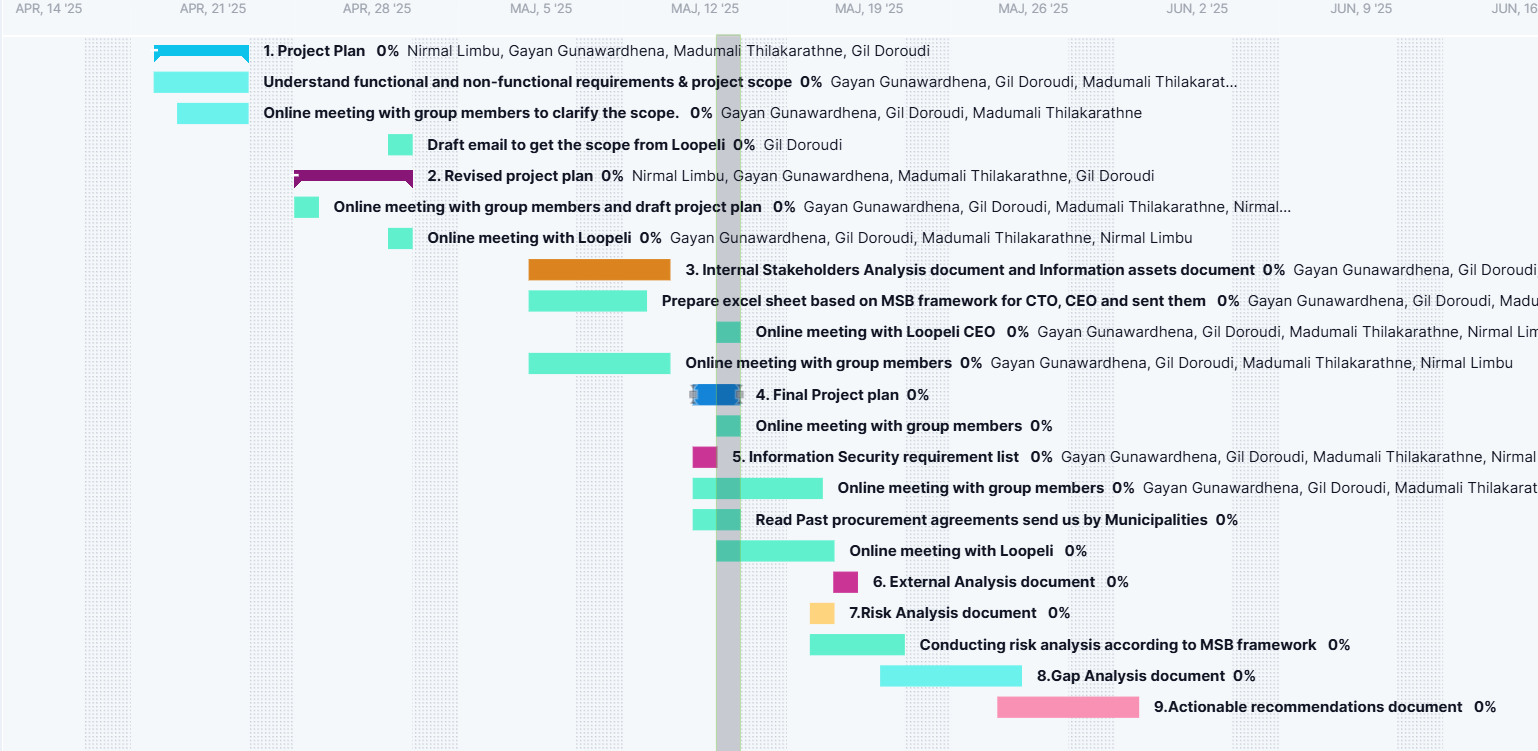 APR, 14 '25 APR, 21 '25 APR, 28 '25 MAJ, 5 '25 MAJ, 12 '25 MAJ, 19 '25 MAJ, 26 '25 JUN, 2 '25 JUN, 9 '25 JUN, 16
1. Project Plan 0% Nirmal Limbu, Gayan Gunawardhena, Madumali Thilakarathne, Gil Doroudi
Understand functional and non-functional requirements & project scope 0% Gayan Gunawardhena, Gil Doroudi, Madumali Thilakarat...
Online meeting with group members to clarify the scope. 0% Gayan Gunawardhena, Gil Doroudi, Madumali Thilakarathne
Draft email to get the scope from Loopeli 0% Gil Doroudi
2. Revised project plan 0% Nirmal Limbu, Gayan Gunawardhena, Madumali Thilakarathne, Gil Doroudi
Online meeting with group members and draft project plan 0% Gayan Gunawardhena, Gil Doroudi, Madumali Thilakarathne, Nirmal...
Online meeting with Loopeli 0% Gayan Gunawardhena, Gil Doroudi, Madumali Thilakarathne, Nirmal Limbu
3. Internal Stakeholders Analysis document and Information assets document 0% Gayan Gunawardhena, Gil Doroudi
Prepare excel sheet based on MSB framework for CTO, CEO and sent them 0% Gayan Gunawardhena, Gil Doroudi, Madu
Online meeting with Loopeli CEO 0% Gayan Gunawardhena, Gil Doroudi, Madumali Thilakarathne, Nirmal Lim
Online meeting with group members 0% Gayan Gunawardhena, Gil Doroudi, Madumali Thilakarathne, Nirmal Limbu
4. Final Project plan 0%
Online meeting with group members 0%
5. Information Security requirement list 0% Gayan Gunawardhena, Gil Doroudi, Madumali Thilakarathne, Nirmal
Online meeting with group members 0% Gayan Gunawardhena, Gil Doroudi, Madumali Thilakarat
Read Past procurement agreements send us by Municipalities 0%
Online meeting with Loopeli 0%
6. External Analysis document 0%
7.Risk Analysis document 0%
Conducting risk analysis according to MSB framework 0%
8.Gap Analysis document 0%
9.Actionable recommendations document 0%